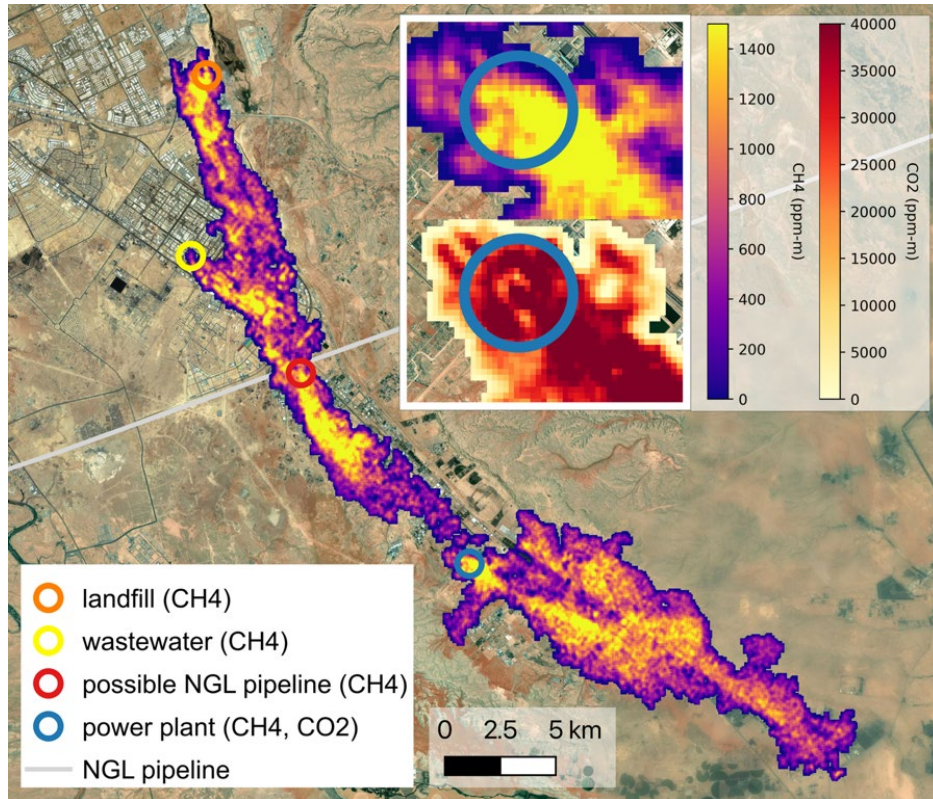 1400
1200
1000
800
600
400
200
0
CH4 (ppm-m)
40000
35000
30000
25000
20000
15000
10000
5000
0
CO2 (ppm-m)
landfill (CH4)
wastewater (CH4)
possible NGL pipeline (CH4)
power plant (CH4, CO2)
NGL pipeline
0 2.5 5 km